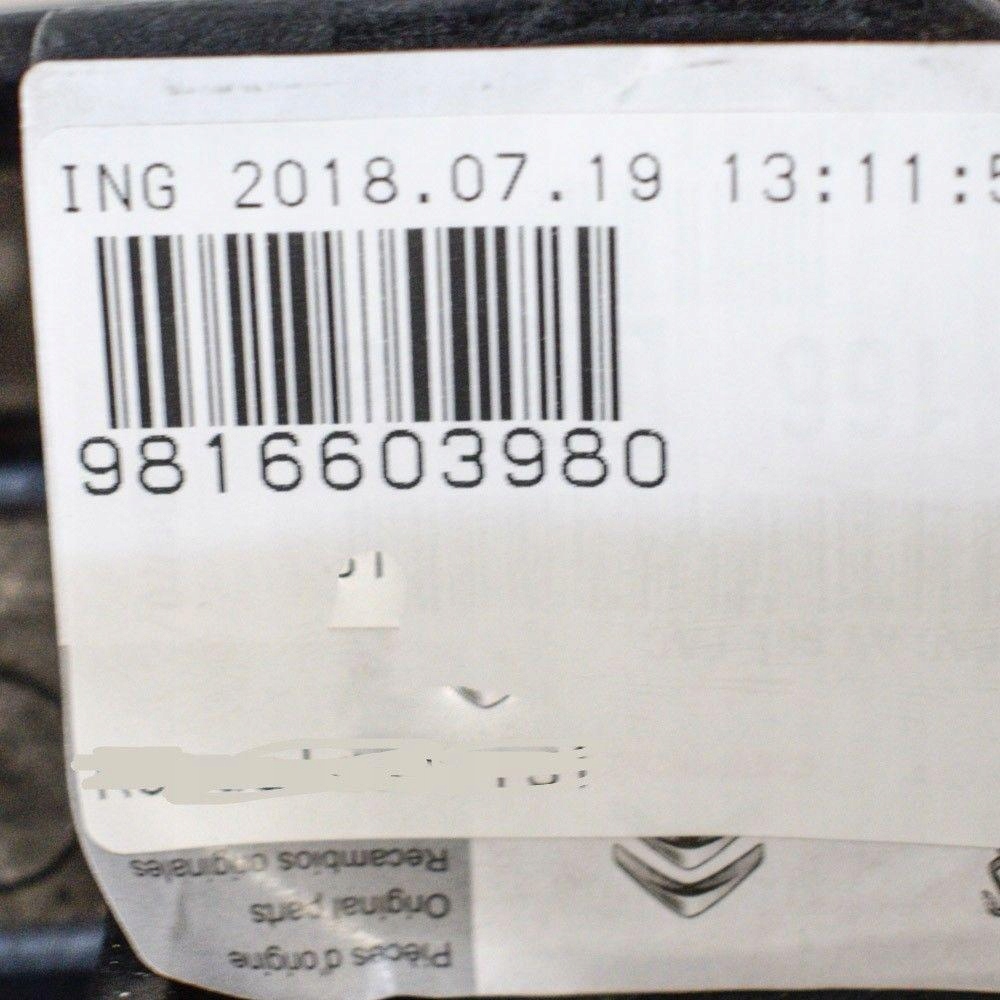 ING 2018.07.19 13:11:5
9816603980
Recambios originales
Original parts
Pièces d'origine